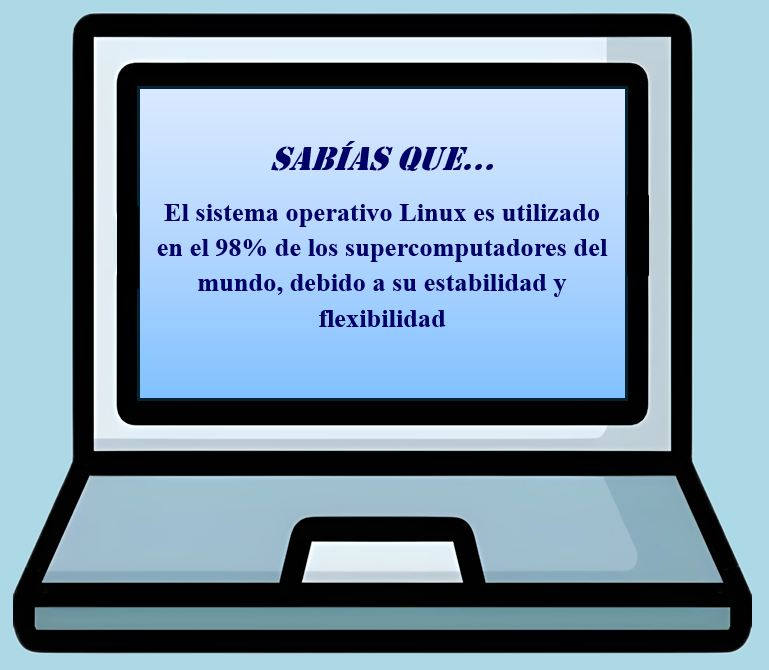 SABÍAS QUE...
El sistema operativo Linux es utilizado
en el 98% de los supercomputadores del
mundo, debido a su estabilidad y
flexibilidad